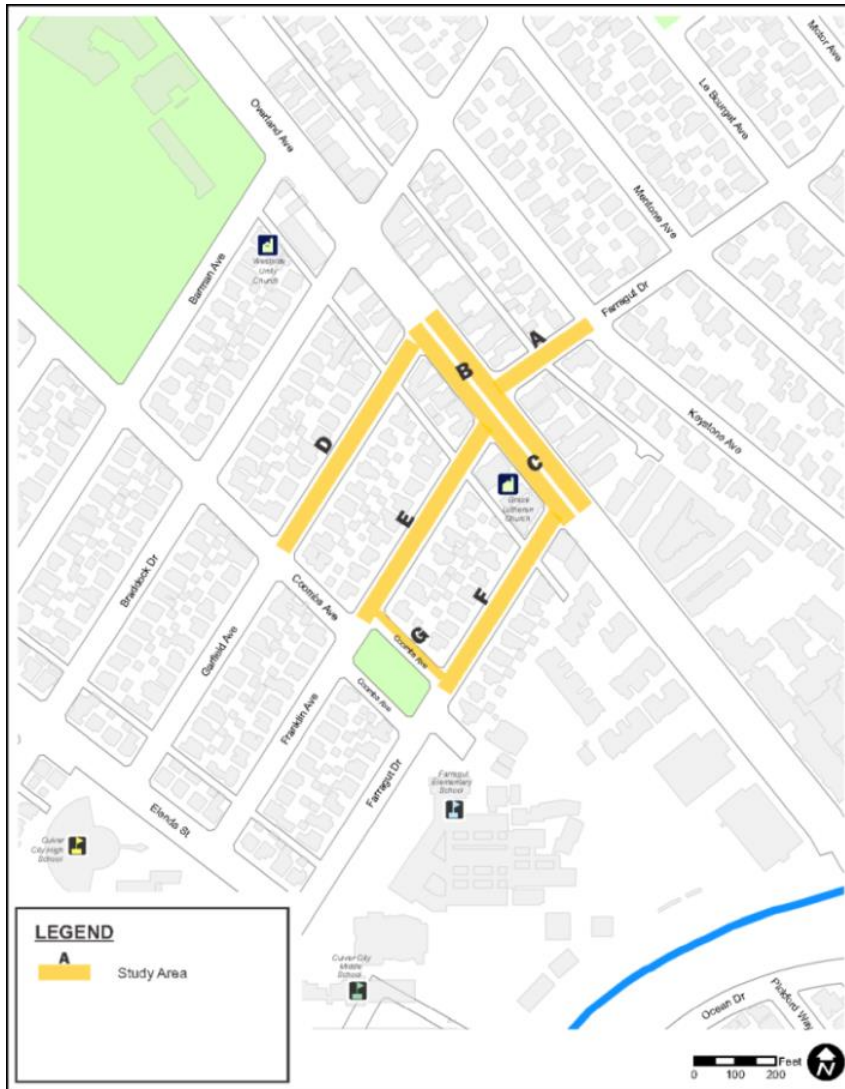 Motor Ave
Le Bourget Ave
Overland Ave
Mentone Ave
Westside
Unity
Church
Barman Ave
Farragut Dr
A
B
Keystone Ave
D
C
Grace
Lutheran
Church
E
Braddock Dr
Coombs Ave
F
G
Coombs Ave
Garfield Ave
Coombs Ave
Franklin Ave
Farragut Dr
Farragut
Elementary
School
Elenda St
Culver
City High
School
LEGEND
A
Study Area
Culver City
Middle
School
Ocean Dr
Pickford Way
Feet
0 100 200
N